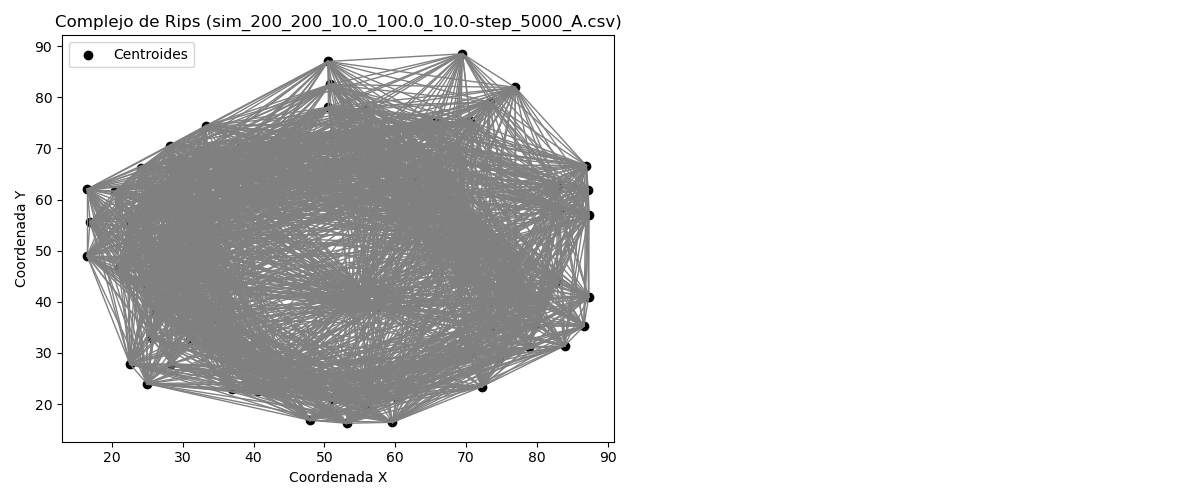 Complejo de Rips (sim_200_200_10.0_100.0_10.0-step_5000_A.csv)
Centroides
90
80
70
60
50
40
30
20
Coordenada Y
20 30 40 50 60 70 80 90
Coordenada X